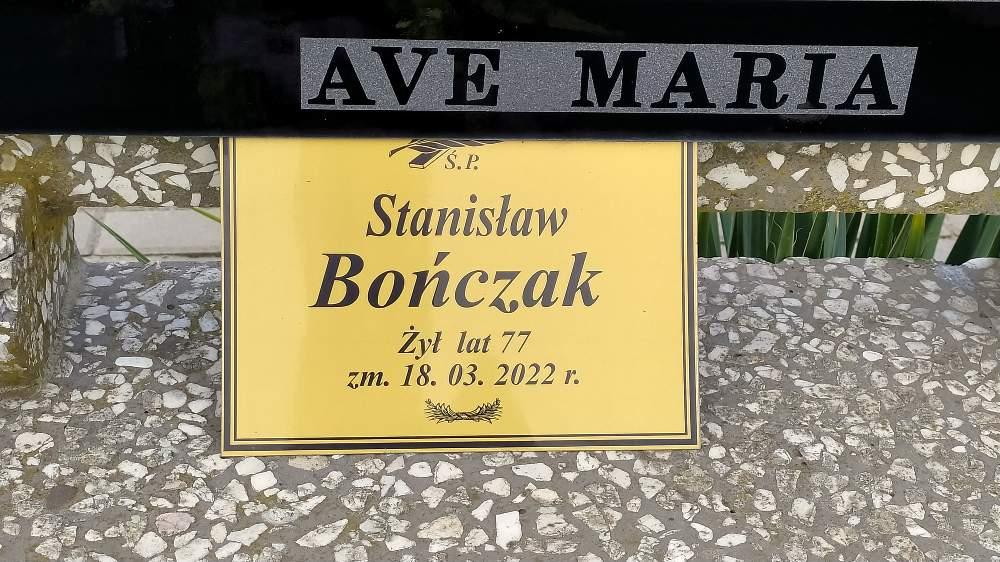 AVE MARIA
Ś.P.
Stanisław
Bończak
Żył lat 77
zm. 18. 03. 2022 r.